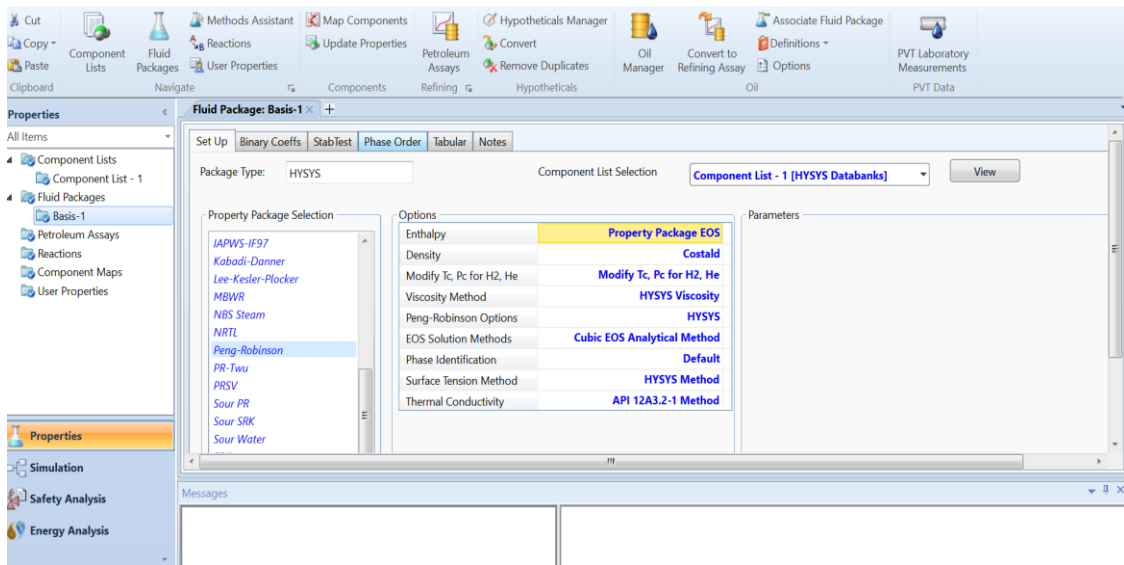 Cut
Copy
Paste
Clipboard
Component Lists
Fluid Packages
Navigate
Methods Assistant
Reactions
User Properties
Map Components
Update Properties
Components
Petroleum Assays
Refining
Hypotheticals Manager
Convert
Remove Duplicates
Hypotheticals
Oil Manager
Convert to Refining Assay
Associate Fluid Package
Definitions
Options
Oil
PVT Laboratory Measurements
PVT Data
Properties
All Items
Component Lists
Component List - 1
Fluid Packages
Basis-1
Petroleum Assays
Reactions
Component Maps
User Properties
Properties
Simulation
Safety Analysis
Energy Analysis
Fluid Package: Basis-1
Set Up Binary Coeffs StabTest Phase Order Tabular Notes
Package Type: HYSYS Component List Selection Component List - 1 [HYSYS Databanks] View
Property Package Selection
IAPWS-IF97
Kabadi-Danner
Lee-Kesler-Plocker
MBWR
NBS Steam
NRTL
Peng-Robinson
PR-Twu
PRSV
Sour PR
Sour SRK
Sour Water
Options
Enthalpy Property Package EOS
Density Costald
Modify Tc, Pc for H2, He Modify Tc, Pc for H2, He
Viscosity Method HYSYS Viscosity
Peng-Robinson Options HYSYS
EOS Solution Methods Cubic EOS Analytical Method
Phase Identification Default
Surface Tension Method HYSYS Method
Thermal Conductivity API 12A3.2-1 Method
Parameters
Messages